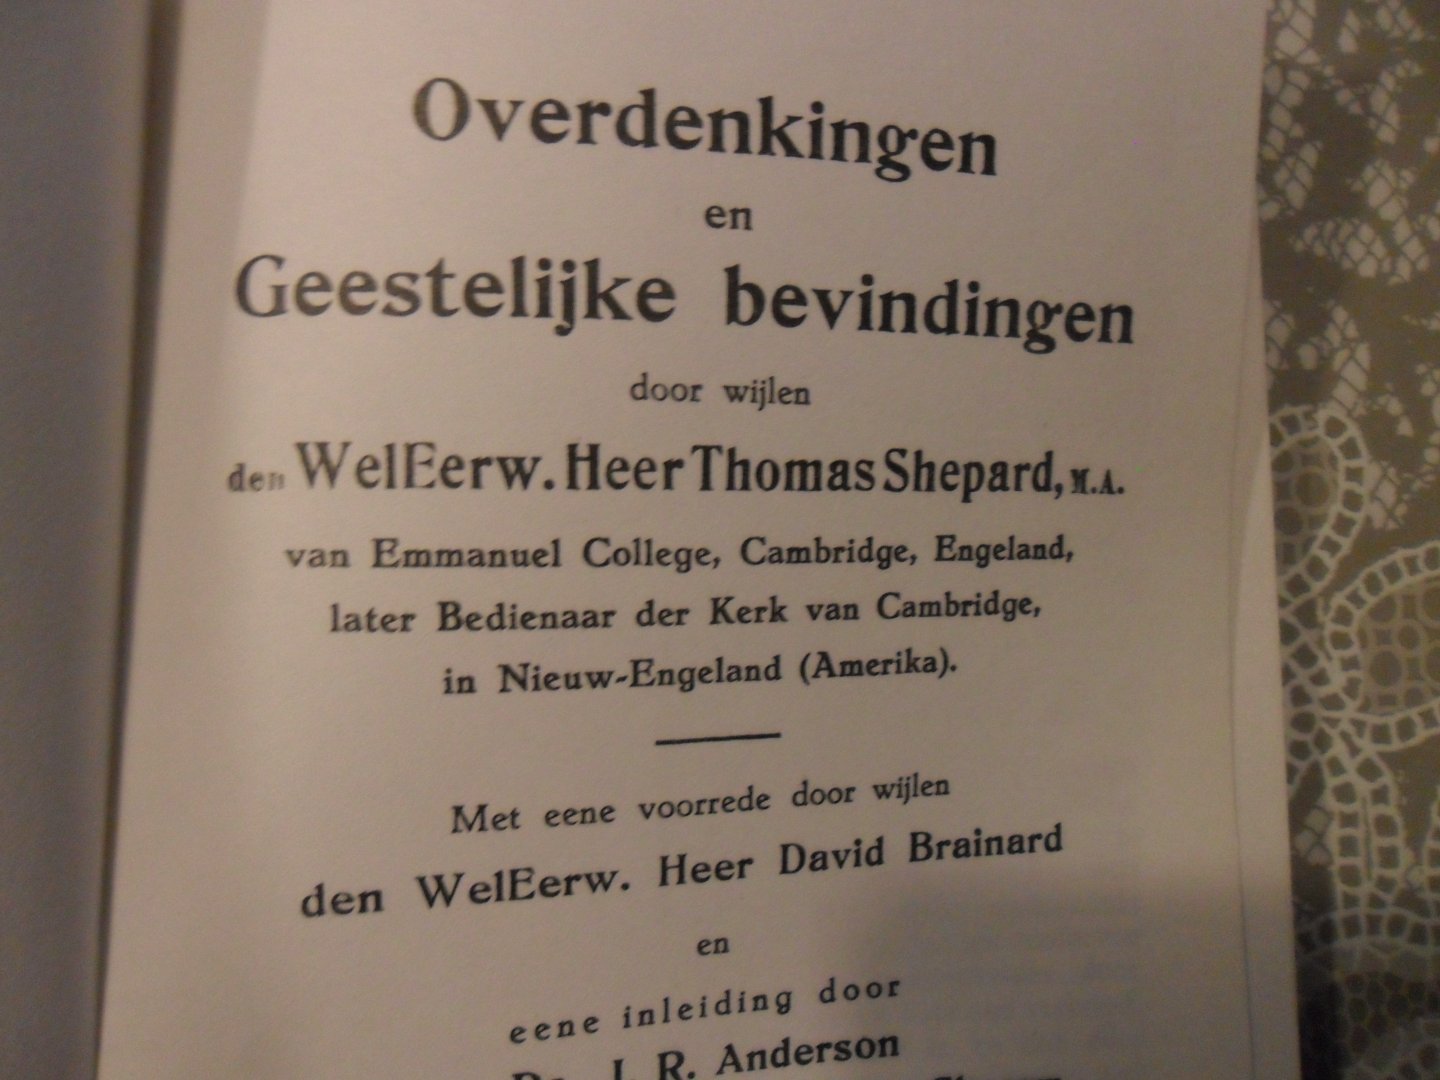 Overdenkingen
en
Geestelijke bevindingen
door wijlen
den WelEerw. Heer Thomas Shepard, M.A.
van Emmanuel College, Cambridge, Engeland,
later Bedienaar der Kerk van Cambridge,
in Nieuw-Engeland (Amerika).
Met eene voorrede door wijlen
den WelEerw. Heer David Brainard
en
eene inleiding door
J. R. Anderson